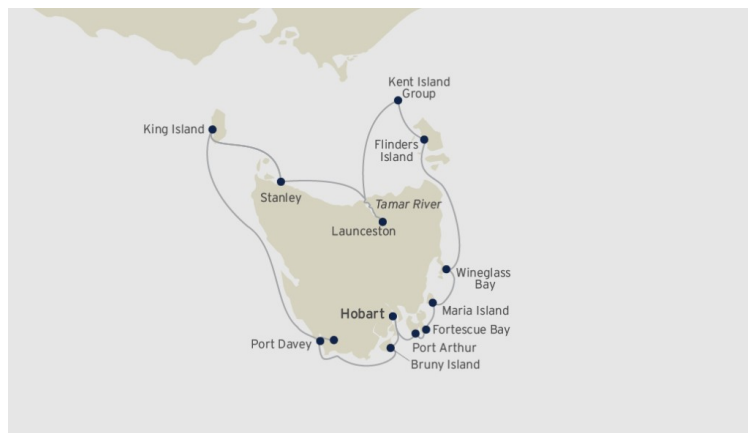 Kent Island
Group
King Island
Flinders
Island
Stanley
Tamar River
Launceston
Wineglass
Bay
Maria Island
Hobart
Fortescue Bay
Port Davey
Port Arthur
Bruny Island